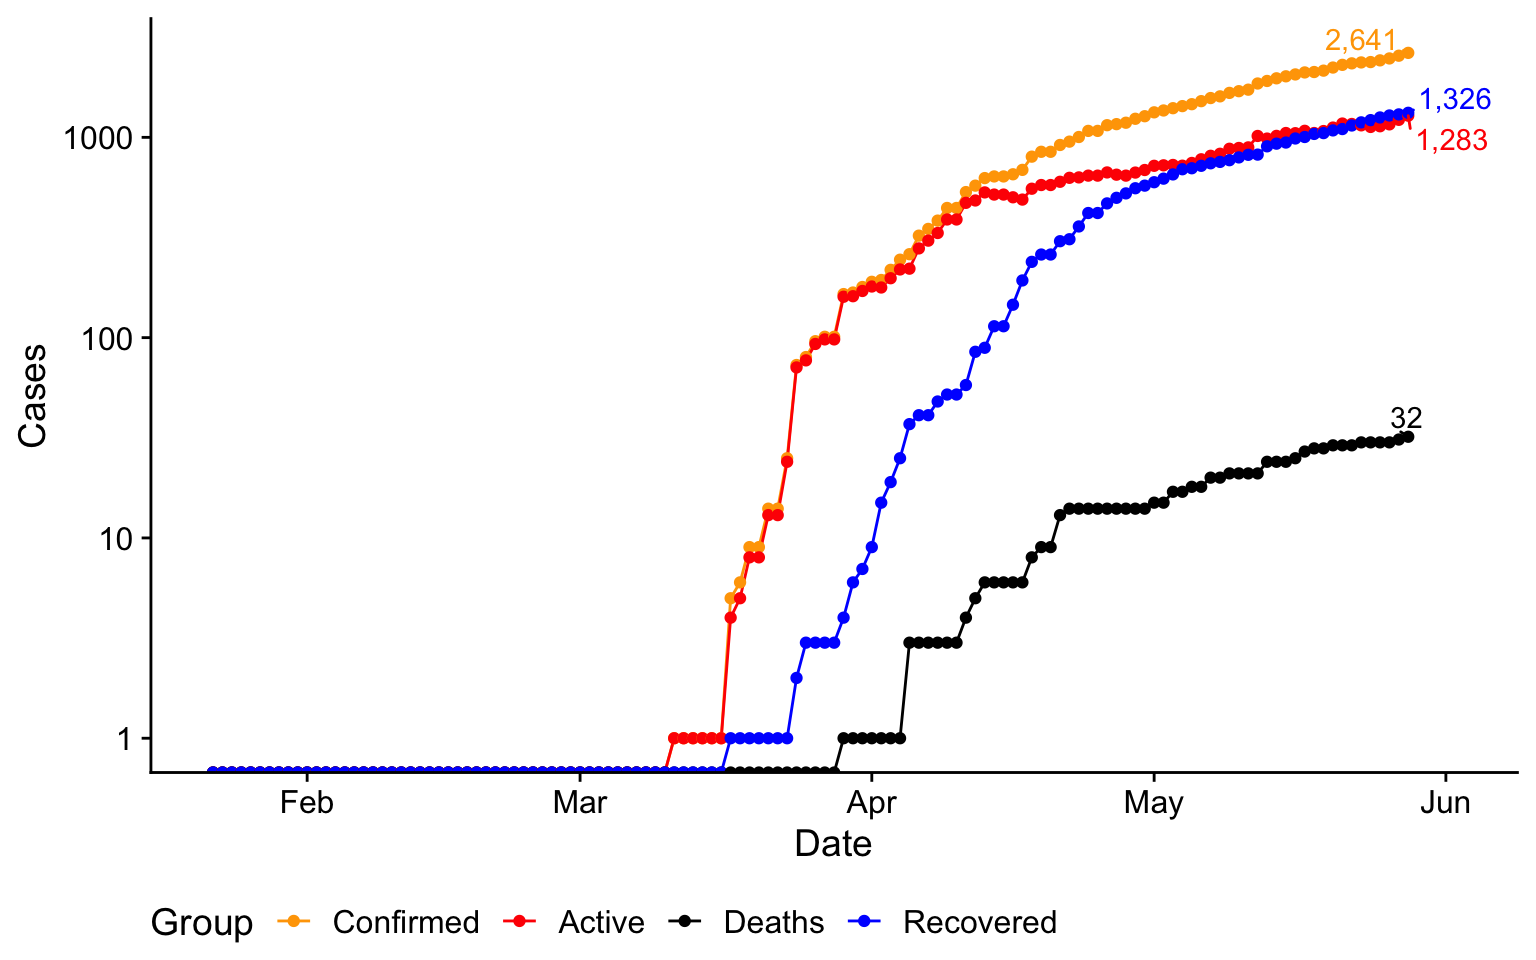 2,641
1,326
1,283
32
1000
100
10
1
Cases
Feb Mar Apr May Jun
Date
Group Confirmed Active Deaths Recovered